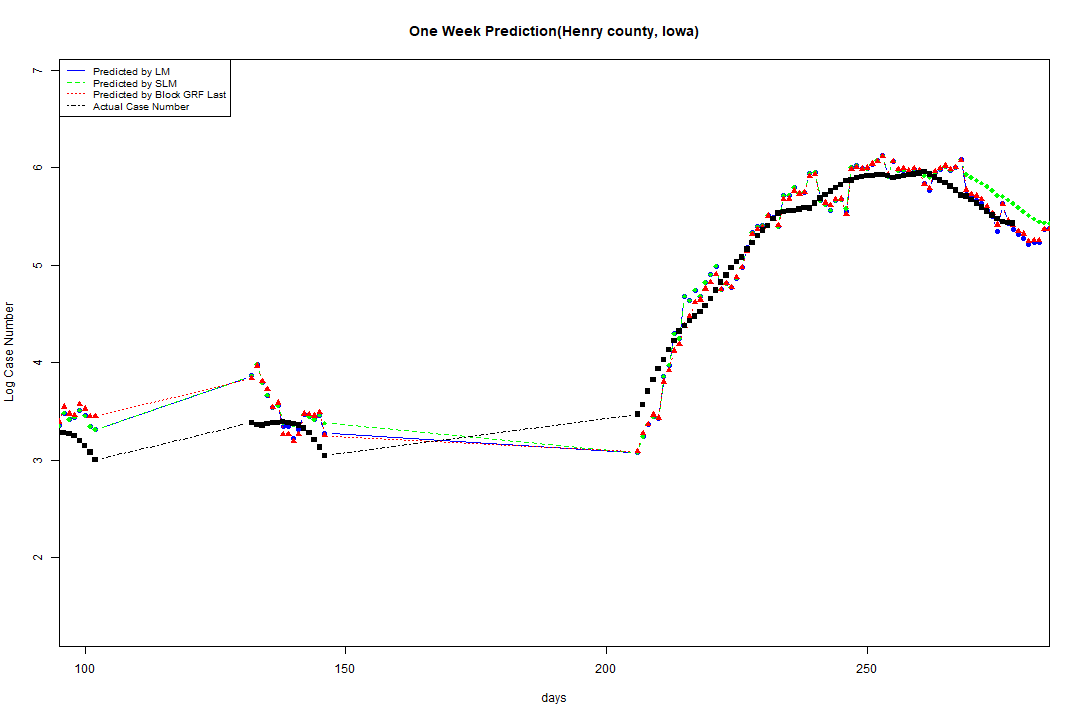 One Week Prediction(Henry county, Iowa)
Predicted by LM
Predicted by SLM
Predicted by Block GRF Last
Actual Case Number
7
6
5
4
3
2
Log Case Number
100 150 200 250
days